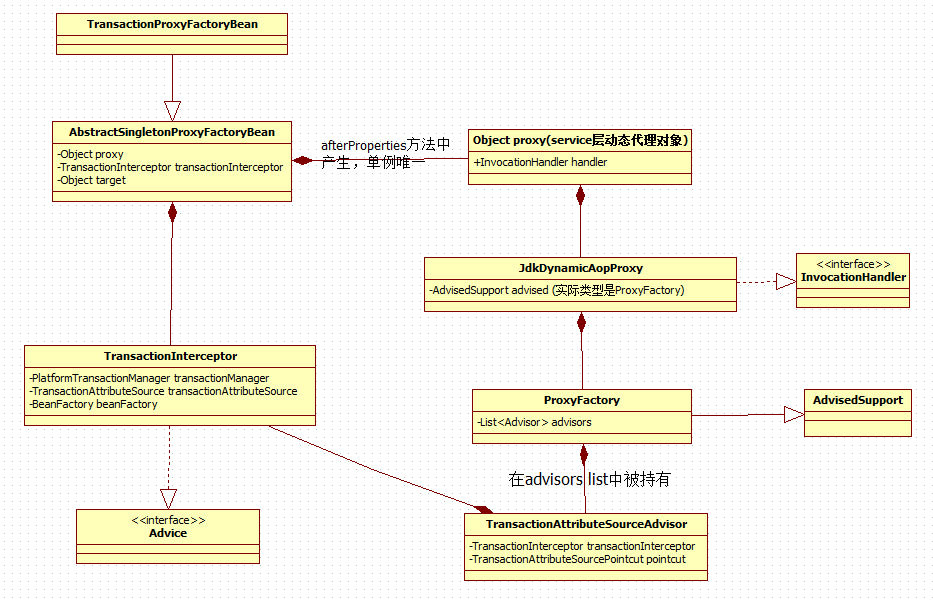 TransactionProxyFactoryBean
AbstractSingletonProxyFactoryBean
-Object proxy
-TransactionInterceptor transactionInterceptor
-Object target
afterProperties方法中
产生，单例唯一
Object proxy(service层动态代理对象)
+InvocationHandler handler
JdkDynamicAopProxy
-AdvisedSupport advised (实际类型是ProxyFactory)
<<interface>>
InvocationHandler
TransactionInterceptor
-PlatformTransactionManager transactionManager
-TransactionAttributeSource transactionAttributeSource
-BeanFactory beanFactory
ProxyFactory
-List<Advisor> advisors
AdvisedSupport
在advisors list中被持有
<<interface>>
Advice
TransactionAttributeSourceAdvisor
-TransactionInterceptor transactionInterceptor
-TransactionAttributeSourcePointcut pointcut